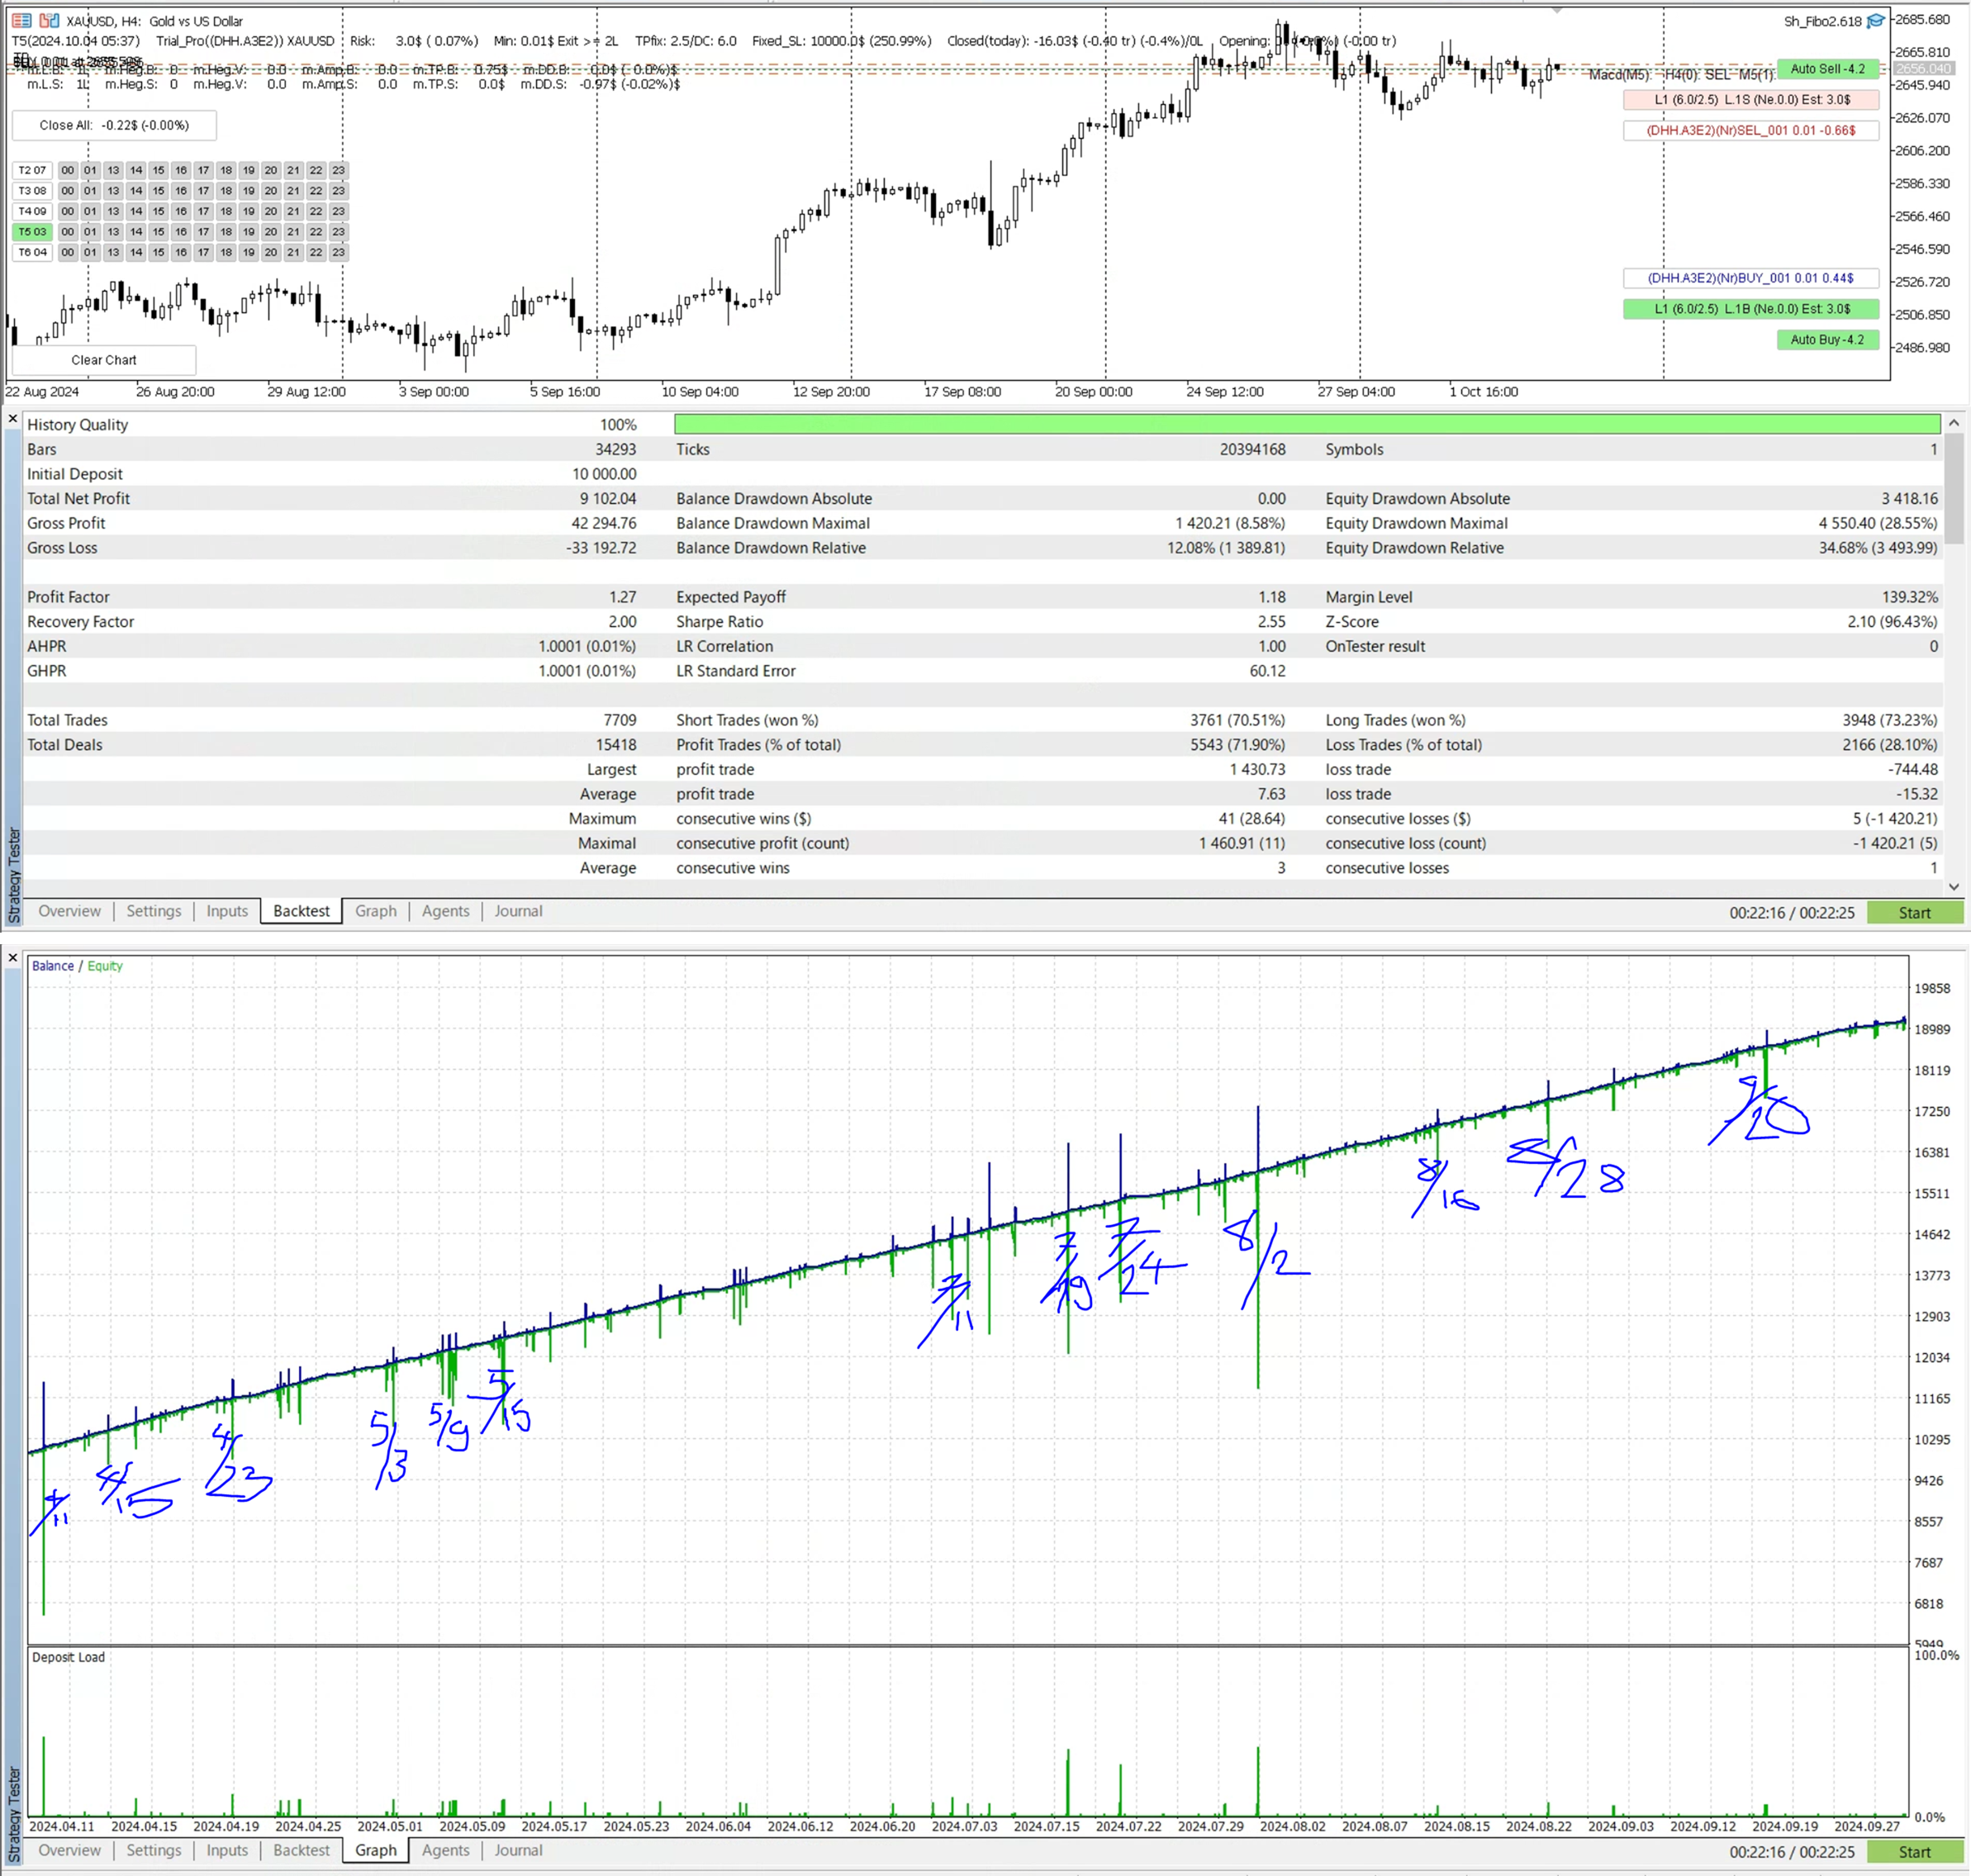 XAUUSD, H4: Gold vs US Dollar
Sh_Fibo2.618
T5(2024.10.04 05:37) Trial_Pro((DHH.A3E2)) XAUUSD Risk: 3.0$ ( 0.07%) Min: 0.01$ Exit >= 2L TPfix: 2.5/DC: 6.0 Fixed_SL: 10000.0$ (250.99%) Closed(today): -16.03$ (-0.40 tr) (-0.4%)/0L Opening: (-0.00 tr)
m.L.B: 1L m.Heg.B: 0 m.Heg.V: 0.0 m.Amp.B: 0.0 m.TP.B: 0.75$ m.DD.B: 0.0$ ( 0.0%)$
m.L.S: 1L m.Heg.S: 0 m.Heg.V: 0.0 m.Amp.S: 0.0 m.TP.S: 0.0$ m.DD.S: -0.97$ (-0.02%)$
Macd(M5): H4(0): SEL M5(1):
Auto Sell -4.2
L1 (6.0/2.5) L.1S (Ne.0.0) Est: 3.0$
(DHH.A3E2)(Nr)SEL_001 0.01 -0.66$
Close All: -0.22$ (-0.00%)
T2 07 00 01 13 14 15 16 17 18 19 20 21 22 23
T3 08 00 01 13 14 15 16 17 18 19 20 21 22 23
T4 09 00 01 13 14 15 16 17 18 19 20 21 22 23
T5 03 00 01 13 14 15 16 17 18 19 20 21 22 23
T6 04 00 01 13 14 15 16 17 18 19 20 21 22 23
(DHH.A3E2)(Nr)BUY_001 0.01 0.44$
L1 (6.0/2.5) L.1B (Ne.0.0) Est: 3.0$
Auto Buy -4.2
Clear Chart
2685.680
2665.810
2656.040
2645.940
2626.070
2606.200
2586.330
2566.460
2546.590
2526.720
2506.850
2486.980
22 Aug 2024 26 Aug 20:00 29 Aug 12:00 3 Sep 00:00 5 Sep 16:00 10 Sep 04:00 12 Sep 20:00 17 Sep 08:00 20 Sep 00:00 24 Sep 12:00 27 Sep 04:00 1 Oct 16:00
History Quality 100%
Bars 34293 Ticks 20394168 Symbols 1
Initial Deposit 10 000.00
Total Net Profit 9 102.04 Balance Drawdown Absolute 0.00 Equity Drawdown Absolute 3 418.16
Gross Profit 42 294.76 Balance Drawdown Maximal 1 420.21 (8.58%) Equity Drawdown Maximal 4 550.40 (28.55%)
Gross Loss -33 192.72 Balance Drawdown Relative 12.08% (1 389.81) Equity Drawdown Relative 34.68% (3 493.99)
Profit Factor 1.27 Expected Payoff 1.18 Margin Level 139.32%
Recovery Factor 2.00 Sharpe Ratio 2.55 Z-Score 2.10 (96.43%)
AHPR 1.0001 (0.01%) LR Correlation 1.00 OnTester result 0
GHPR 1.0001 (0.01%) LR Standard Error 60.12
Total Trades 7709 Short Trades (won %) 3761 (70.51%) Long Trades (won %) 3948 (73.23%)
Total Deals 15418 Profit Trades (% of total) 5543 (71.90%) Loss Trades (% of total) 2166 (28.10%)
Largest profit trade 1 430.73 loss trade -744.48
Average profit trade 7.63 loss trade -15.32
Maximum consecutive wins ($) 41 (28.64) consecutive losses ($) 5 (-1 420.21)
Maximal consecutive profit (count) 1 460.91 (11) consecutive loss (count) -1 420.21 (5)
Average consecutive wins 3 consecutive losses 1
Strategy Tester
Overview Settings Inputs Backtest Graph Agents Journal 00:22:16 / 00:22:25 Start
Balance / Equity
19858
18989
18119
17250
16381
15511
14642
13773
12903
12034
11165
10295
9426
8557
7687
6818
5949
4/11
4/15
4/23
5/3
5/9
5/15
7/11
7/19
7/24
8/2
8/28
9/20
Deposit Load
100.0%
0.0%
2024.04.11 2024.04.15 2024.04.19 2024.04.25 2024.05.01 2024.05.09 2024.05.17 2024.05.23 2024.06.04 2024.06.12 2024.06.20 2024.07.03 2024.07.15 2024.07.22 2024.07.29 2024.08.02 2024.08.07 2024.08.15 2024.08.22 2024.09.03 2024.09.12 2024.09.19 2024.09.27
Strategy Tester
Overview Settings Inputs Backtest Graph Agents Journal 00:22:16 / 00:22:25 Start